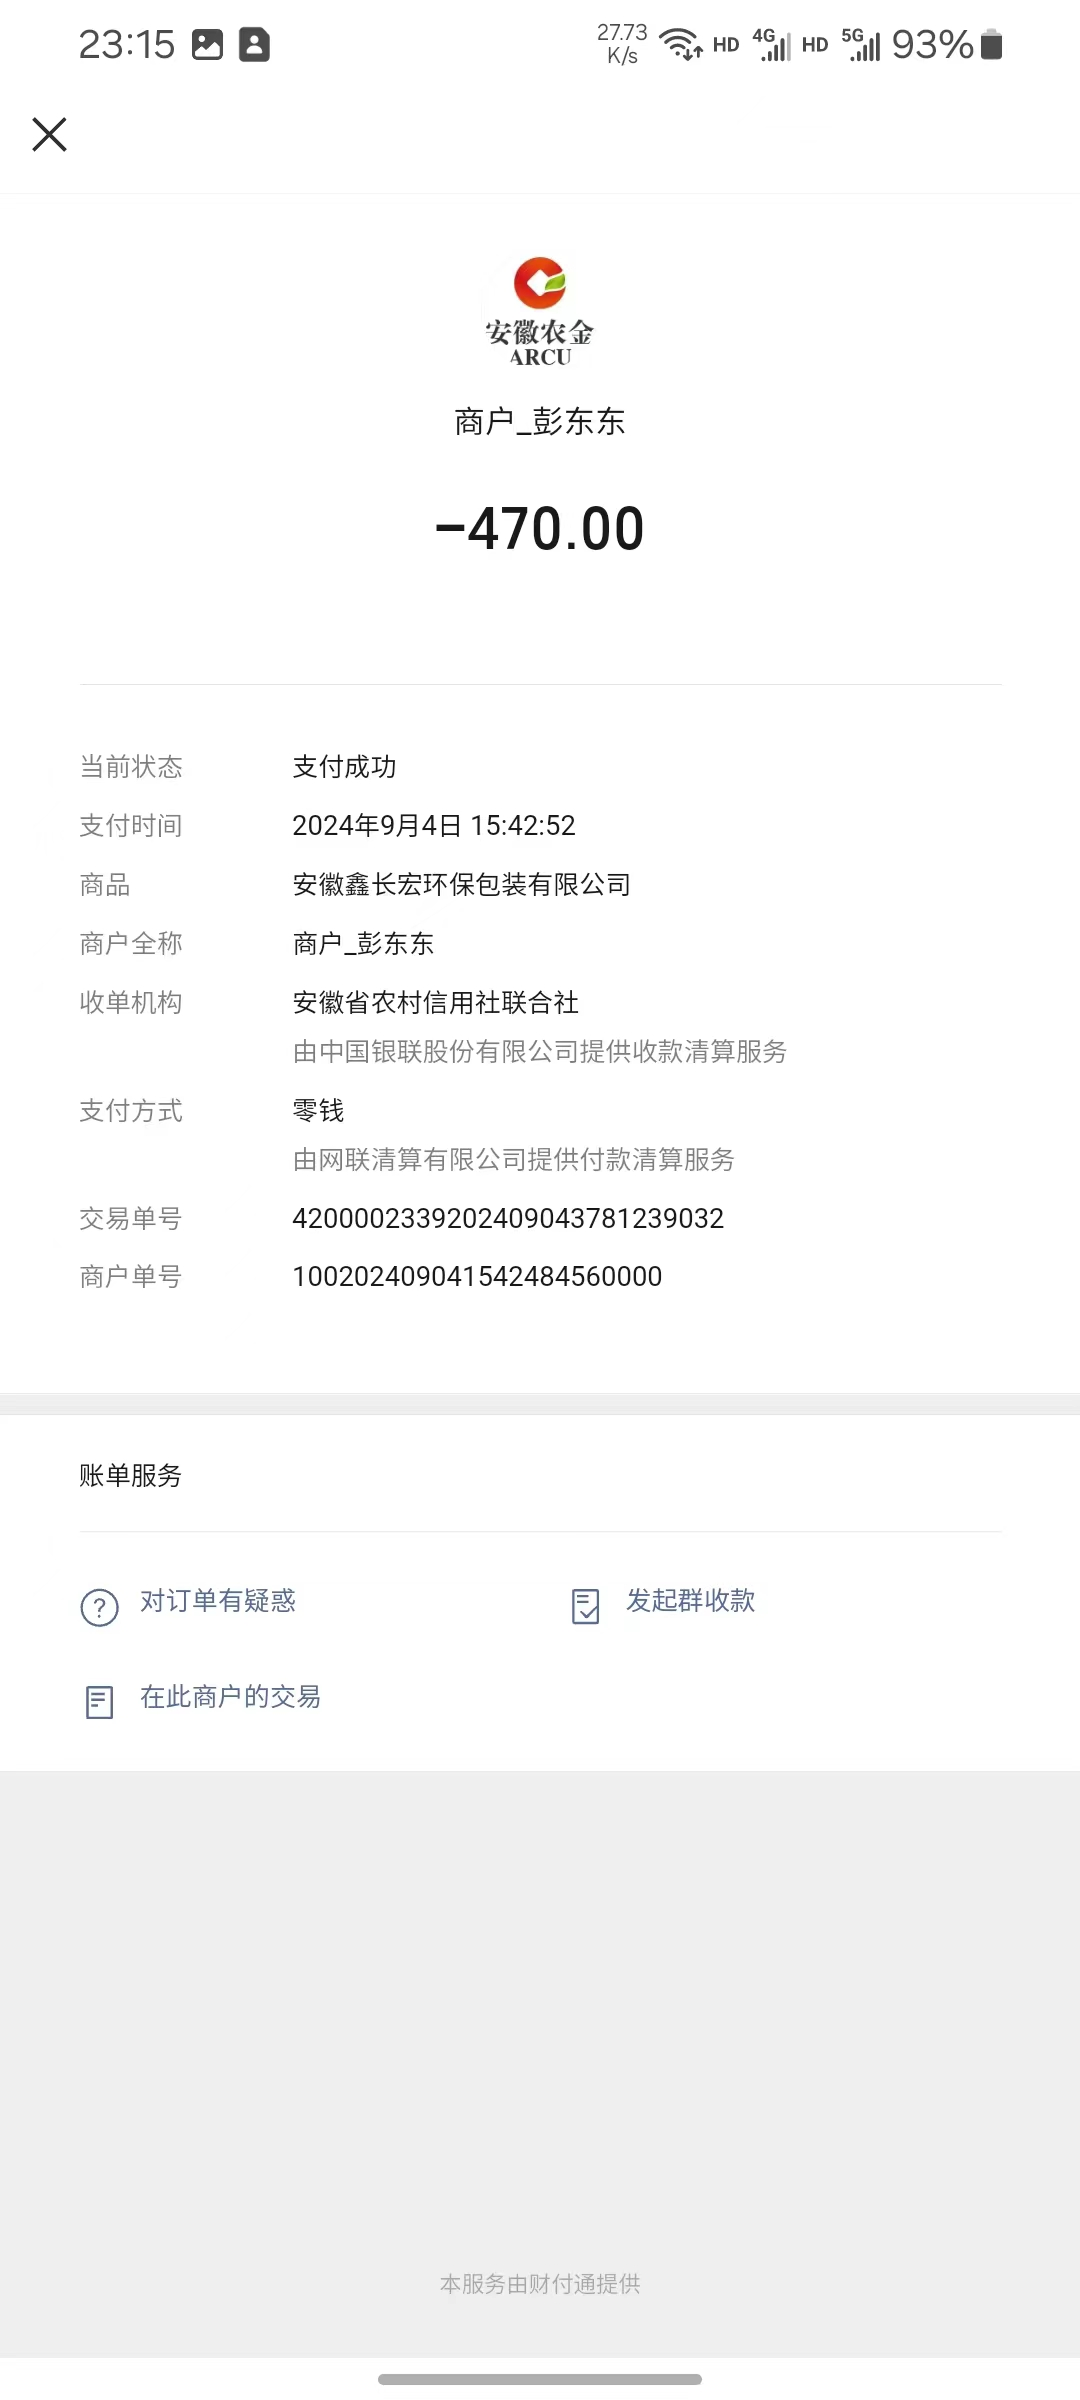 23:15
27.73
K/s
HD
4G
HD
5G
93%
安徽农金
ARCU
商户_彭东东
-470.00
当前状态 支付成功
支付时间 2024年9月4日 15:42:52
商品 安徽鑫长宏环保包装有限公司
商户全称 商户_彭东东
收单机构 安徽省农村信用社联合社
由中国银联股份有限公司提供收款清算服务
支付方式 零钱
由网联清算有限公司提供付款清算服务
交易单号 4200002339202409043781239032
商户单号 100202409041542484560000
账单服务
对订单有疑惑 发起群收款
在此商户的交易
本服务由财付通提供